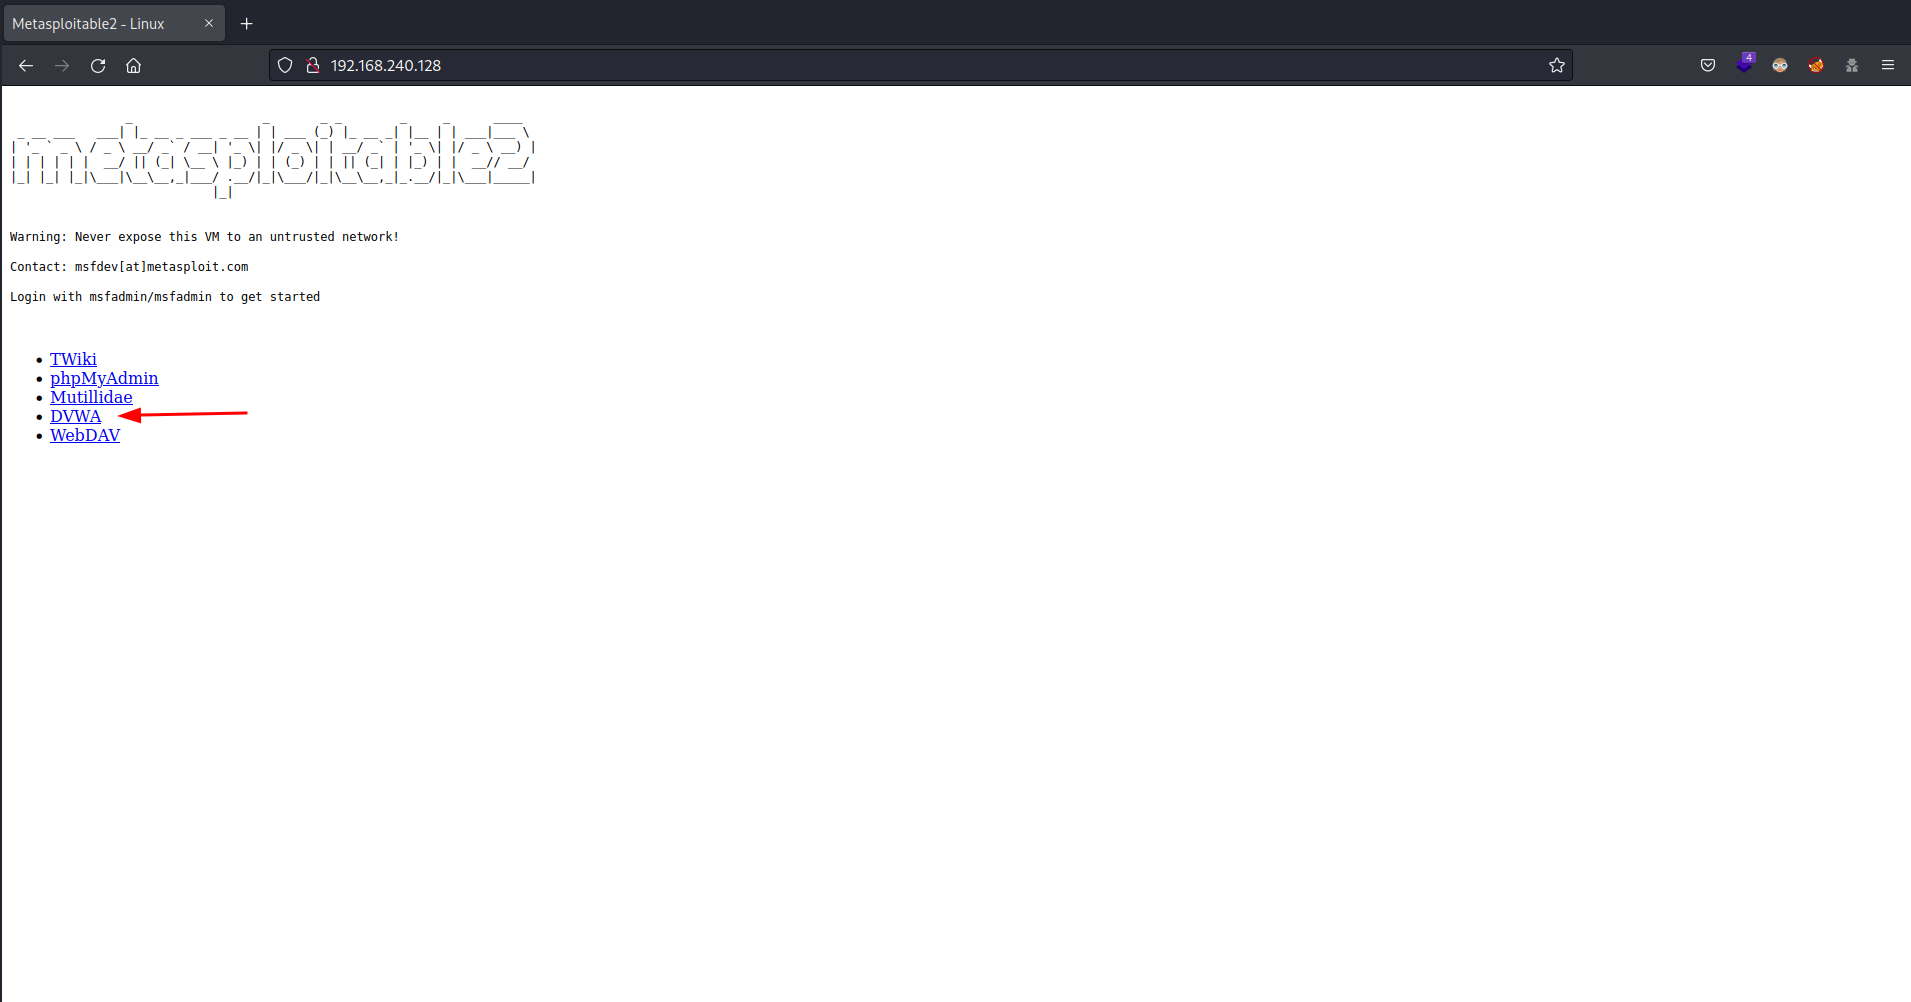 Metasploitable2 - Linux
192.168.240.128
4
metasploitable2
Warning: Never expose this VM to an untrusted network!
Contact: msfdev[at]metasploit.com
Login with msfadmin/msfadmin to get started
TWiki
phpMyAdmin
Mutillidae
DVWA
WebDAV